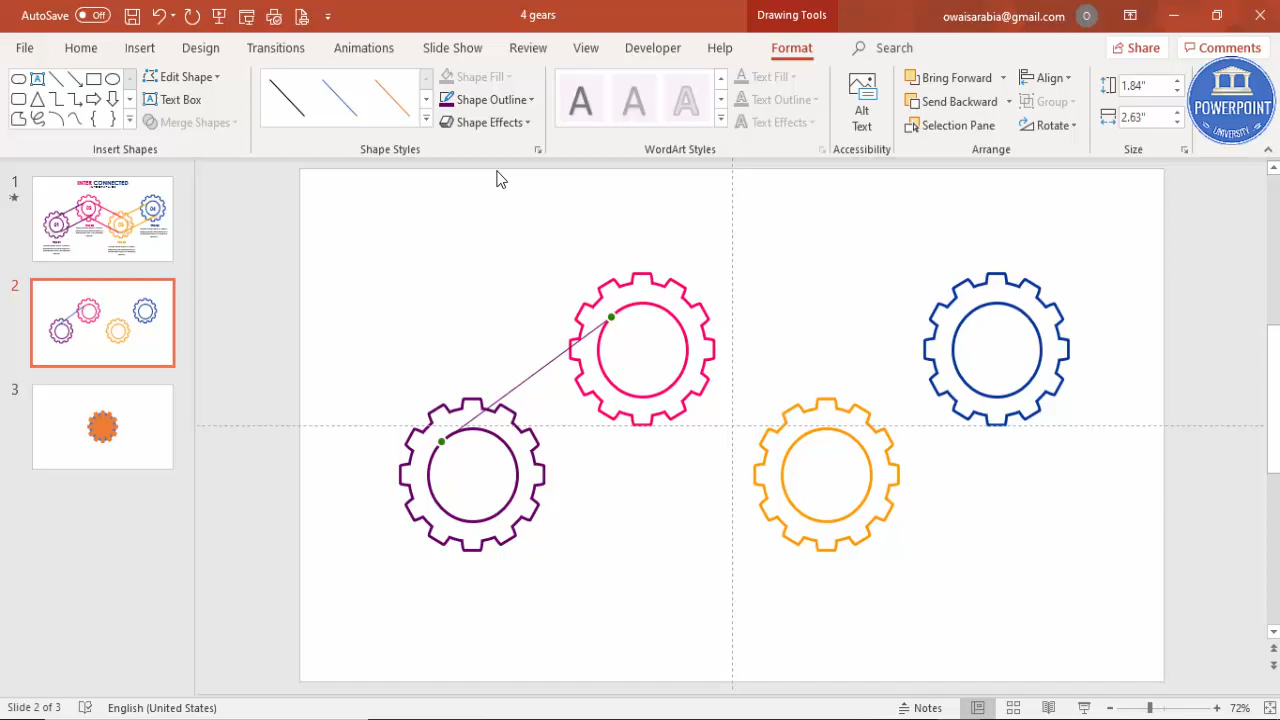 AutoSave Off
4 gears
Drawing Tools
owaisarabia@gmail.com
O
File
Home
Insert
Design
Transitions
Animations
Slide Show
Review
View
Developer
Help
Format
Search
Share
Comments
Edit Shape
Text Box
Merge Shapes
Insert Shapes
Shape Fill
Shape Outline
Shape Effects
Shape Styles
A A A
Text Fill
Text Outline
Text Effects
WordArt Styles
Alt
Text
Accessibility
Bring Forward
Send Backward
Selection Pane
Align
Group
Rotate
Arrange
1.84"
2.63"
Size
POWERPOINT
UNIVERSITY
1
INTER CONNECTED
2
3
Slide 2 of 3
English (United States)
Notes
72%